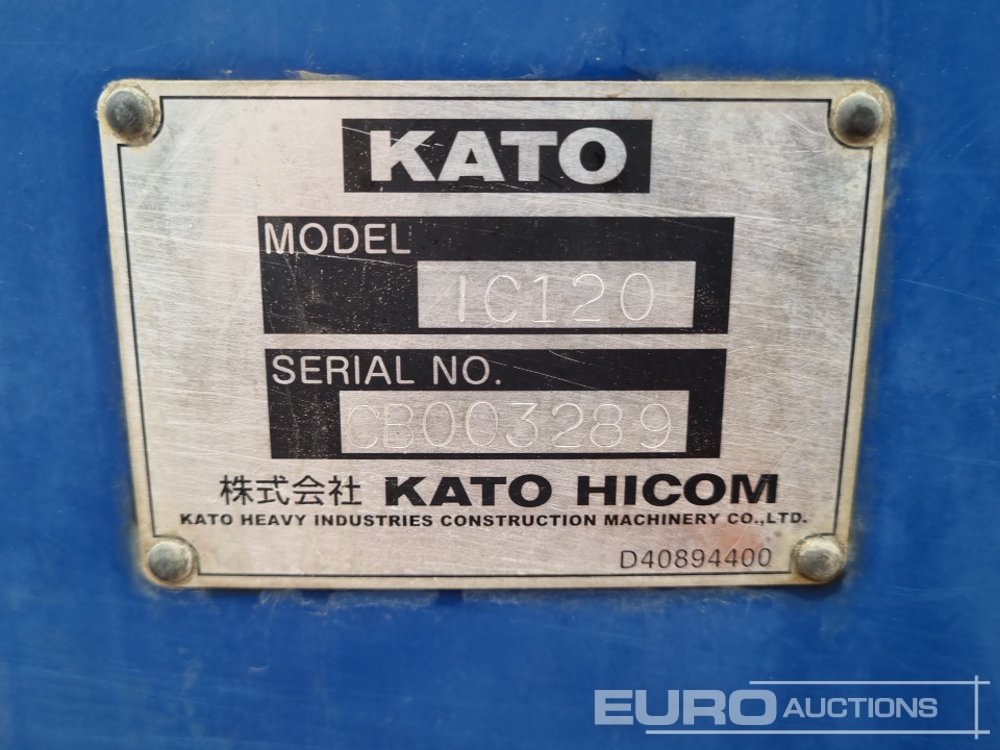 KATO
MODEL
IC120
SERIAL NO.
CB003289
株式会社 KATO HICOM
KATO HEAVY INDUSTRIES CONSTRUCTION MACHINERY CO.,LTD.
D40894400
EURO AUCTIONS